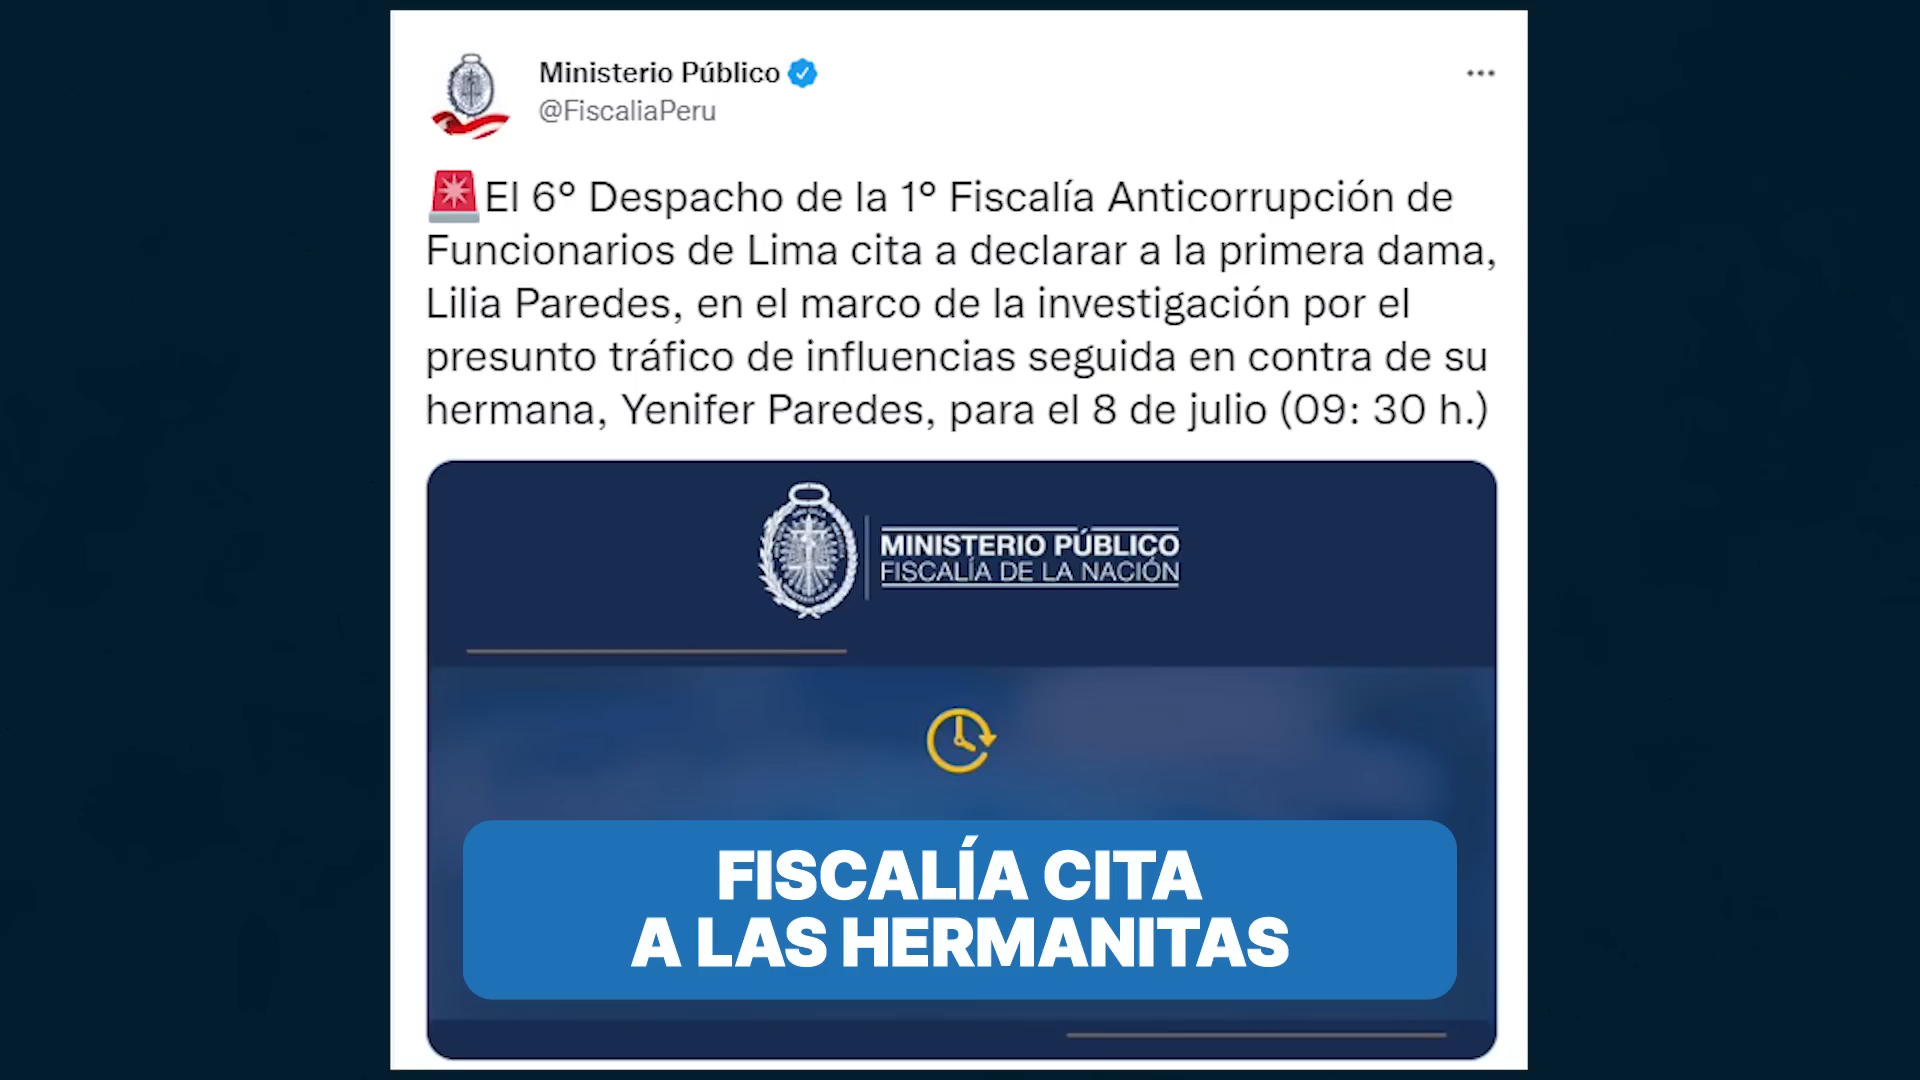 Ministerio Público
@FiscaliaPeru
El 6° Despacho de la 1° Fiscalía Anticorrupción de
Funcionarios de Lima cita a declarar a la primera dama,
Lilia Paredes, en el marco de la investigación por el
presunto tráfico de influencias seguida en contra de su
hermana, Yenifer Paredes, para el 8 de julio (09: 30 h.)
MINISTERIO PÚBLICO
FISCALÍA DE LA NACIÓN
FISCALÍA CITA
A LAS HERMANITAS